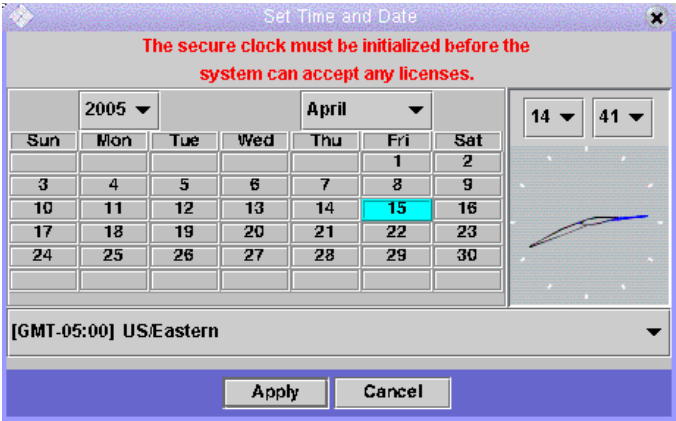 Set Time and Date
The secure clock must be initialized before the
system can accept any licenses.
2005 April 14 41
Sun Mon Tue Wed Thu Fri Sat
1 2
3 4 5 6 7 8 9
10 11 12 13 14 15 16
17 18 19 20 21 22 23
24 25 26 27 28 29 30
[GMT-05:00] US/Eastern
Apply Cancel